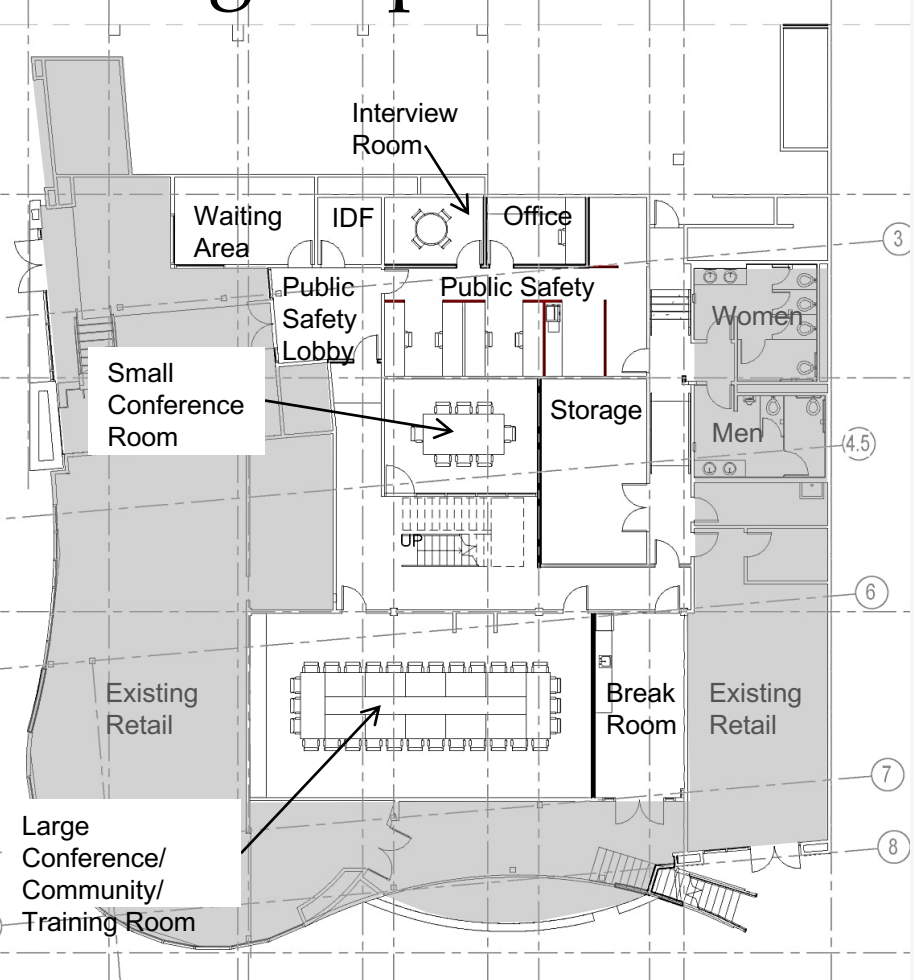 Interview
Room
Waiting
Area
IDF
Office
3
Public
Safety
Lobby
Public Safety
Women
Small
Conference
Room
Storage
Men
4.5
UP
6
Existing
Retail
Break
Room
Existing
Retail
7
Large
Conference/
Community/
Training Room
8